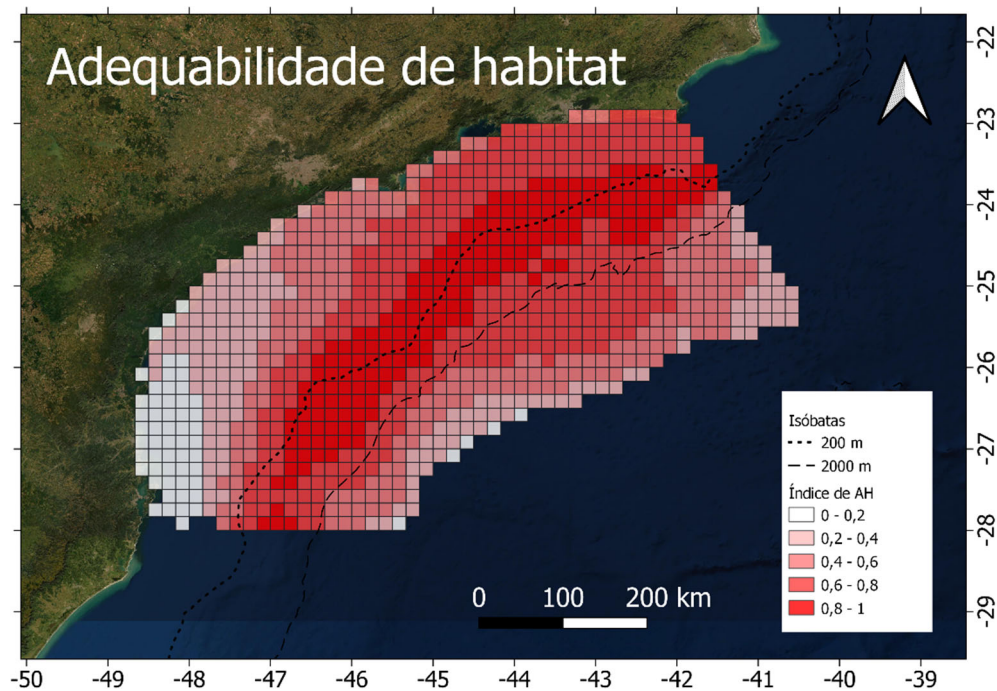 Adequabilidade de habitat
-22
-23
-24
-25
-26
-27
-28
-29
Isóbatas
200 m
2000 m
Índice de AH
0 - 0,2
0,2 - 0,4
0,4 - 0,6
0,6 - 0,8
0,8 - 1
0 100 200 km
-50 -49 -48 -47 -46 -45 -44 -43 -42 -41 -40 -39